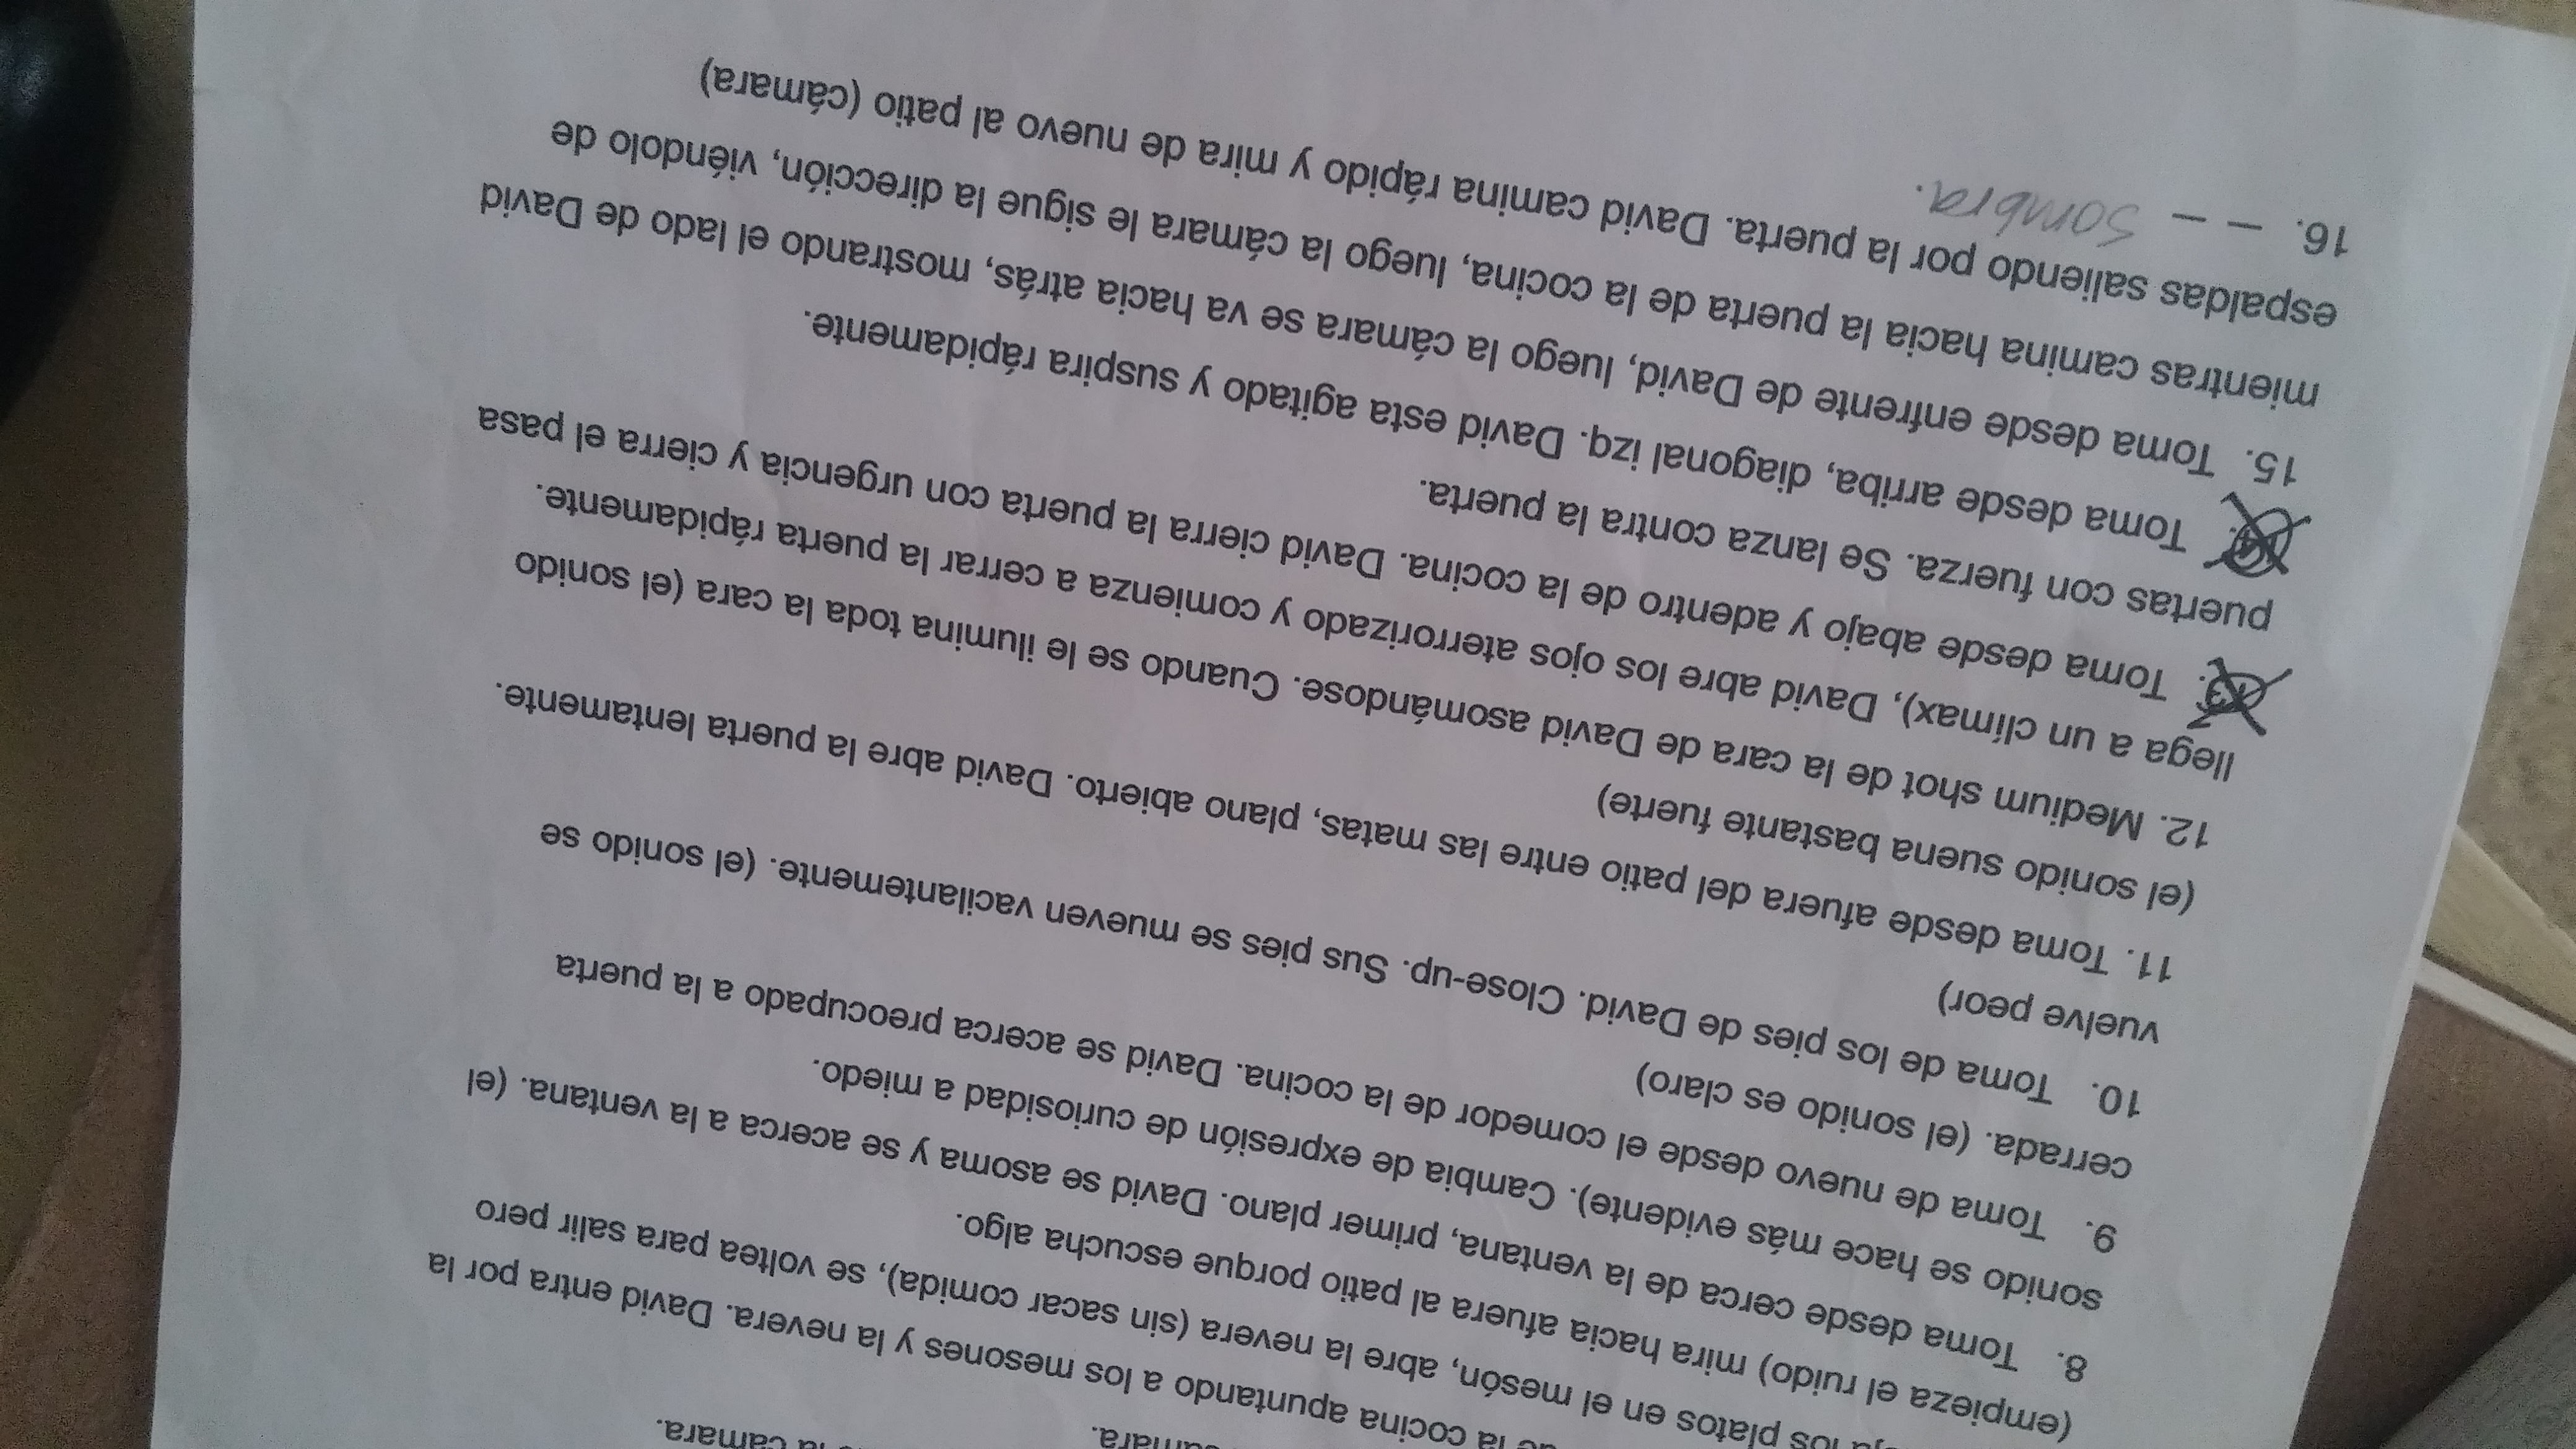 cámara.
la cámara.
la cocina apuntando a los mesones y la nevera. David entra por la
los platos en el mesón, abre la nevera (sin sacar comida), se voltea para salir pero
(empieza el ruido) mira hacia afuera al patio porque escucha algo.
8. Toma desde cerca de la ventana, primer plano. David se asoma y se acerca a la ventana. (el
sonido se hace más evidente). Cambia de expresión de curiosidad a miedo.
9. Toma de nuevo desde el comedor de la cocina. David se acerca preocupado a la puerta
cerrada. (el sonido es claro)
10. Toma de los pies de David. Close-up. Sus pies se mueven vacilantemente. (el sonido se
vuelve peor)
11. Toma desde afuera del patio entre las matas, plano abierto. David abre la puerta lentamente.
(el sonido suena bastante fuerte)
12. Medium shot de la cara de David asomándose. Cuando se le ilumina toda la cara (el sonido
llega a un clímax), David abre los ojos aterrorizado y comienza a cerrar la puerta rápidamente.
13. Toma desde abajo y adentro de la cocina. David cierra la puerta con urgencia y cierra el pasa
puertas con fuerza. Se lanza contra la puerta.
14. Toma desde arriba, diagonal izq. David esta agitado y suspira rápidamente.
15. Toma desde enfrente de David, luego la cámara se va hacia atrás, mostrando el lado de David
mientras camina hacia la puerta de la cocina, luego la cámara le sigue la dirección, viéndolo de
espaldas saliendo por la puerta. David camina rápido y mira de nuevo al patio (cámara)
16. — — Sombra.